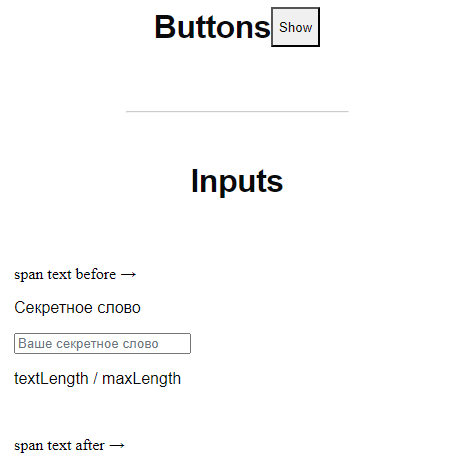 Buttons Show
Inputs
span text before →
Секретное слово
Ваше секретное слово
textLength / maxLength
span text after →